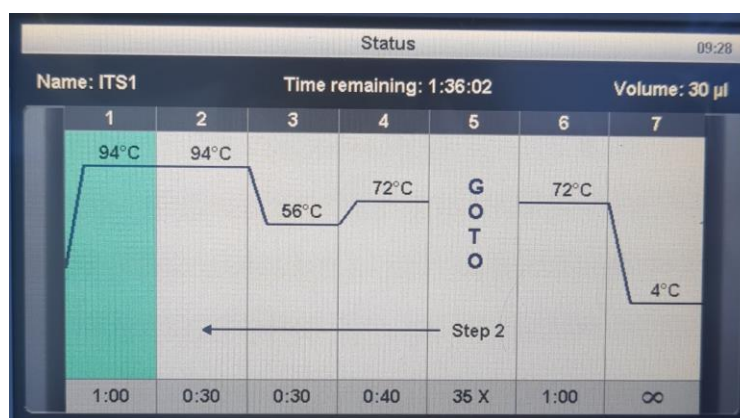 Status
09:28
Name: ITS1 Time remaining: 1:36:02 Volume: 30 µl
1 2 3 4 5 6 7
94°C 94°C 56°C 72°C GOTO 72°C 4°C
Step 2
1:00 0:30 0:30 0:40 35 X 1:00 ∞